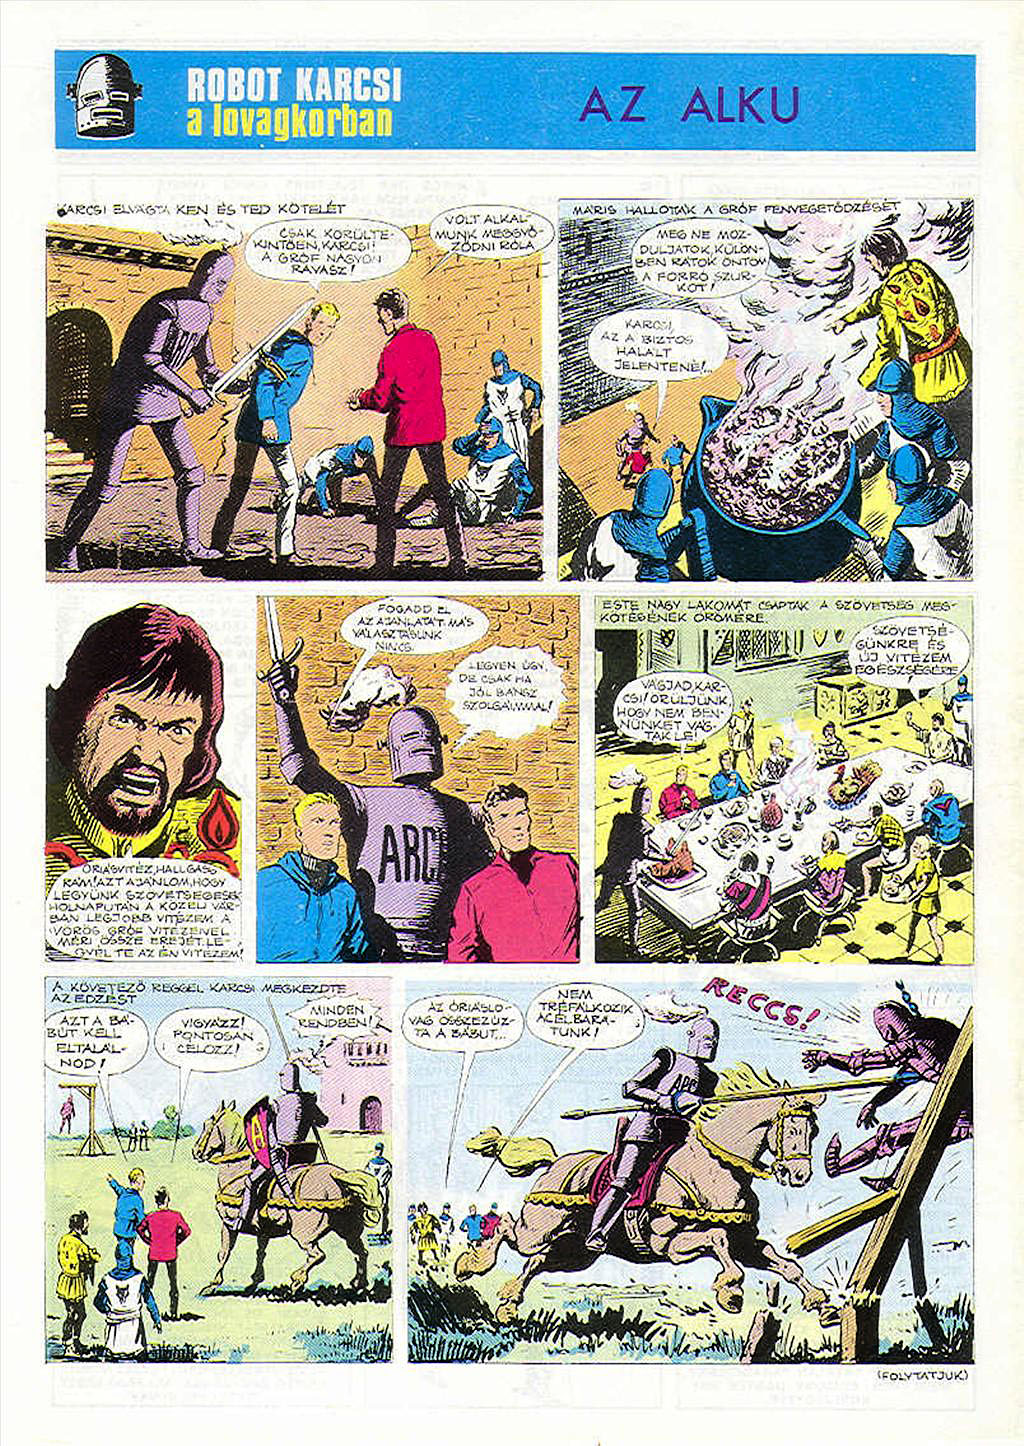 ROBOT KARCSI
a lovagkorban
AZ ALKU
KARCSI ELVÁGTA KEN ÉS TED KÖTELÉT
CSAK KÖRÜLTE-
KINTŐEN, KARCSI!
A GRÓF NAGYON
RAVASZ!
VOLT ALKAL-
MUNK MEGGYŐ-
ZŐDNI RÓLA
MÁRIS HALLOTÁK A GRÓF FENYEGETŐDZÉSÉT
MEG NE MOZ-
DULJATOK, KÜLÖN-
BEN RÁTOK ÖNTÖM
A FORRÓ SZUR-
KOT!
KARCSI,
AZ A BIZTOS
HALÁLT
JELENTENÉ!...
ÓRIÁSVITÉZ, HALLGASS
RÁM! AZT AJÁNLOM, HOGY
LEGYÜNK SZÖVETSÉGESEK
HOLNAPUTÁN A KÖZELI VÁR-
BAN LEGJOBB VITÉZEM A
VÖRÖS GRÓF VITÉZÉVEL
MÉRI ÖSSZE EREJÉT. LE-
GYÉL TE AZ ÉN VITÉZEM!
FOGADD EL
AZ AJÁNLATÁT. MÁS
VÁLASZTÁSUNK
NINCS.
LEGYEN ÚGY,
DE CSAK HA
JÓL BÁNSZ
SZOLGÁIMMAL!
ESTE NAGY LAKOMÁT CSAPTAK A SZÖVETSÉG MEG-
KÖTÉSÉNEK ÖRÖMÉRE.
SZÖVETSÉ-
GÜNKRE ÉS
ÚJ VITÉZEM
EGÉSZSÉGÉRE
VÁGJAD, KAR-
CSI! ÖRÜLJÜNK,
HOGY NEM BEN-
NÜNKET VÁG-
TAK LE!
ARC
A KÖVETEZŐ REGGEL KARCSI MEGKEZDTE
AZ EDZÉST
AZT A BÁ-
BUT KELL
ELTALÁL-
NOD!
VIGYÁZZ!
PONTOSAN
CÉLOZZ!
MINDEN
RENDBEN!
AZ ÓRIÁSLO-
VAG ÖSSZEZÚZ-
TA A BÁBUT...
NEM
TRÉFÁLKOZIK
ACÉLBARÁ-
TUNK!
RECCS!
ARC
(FOLYTATJUK)